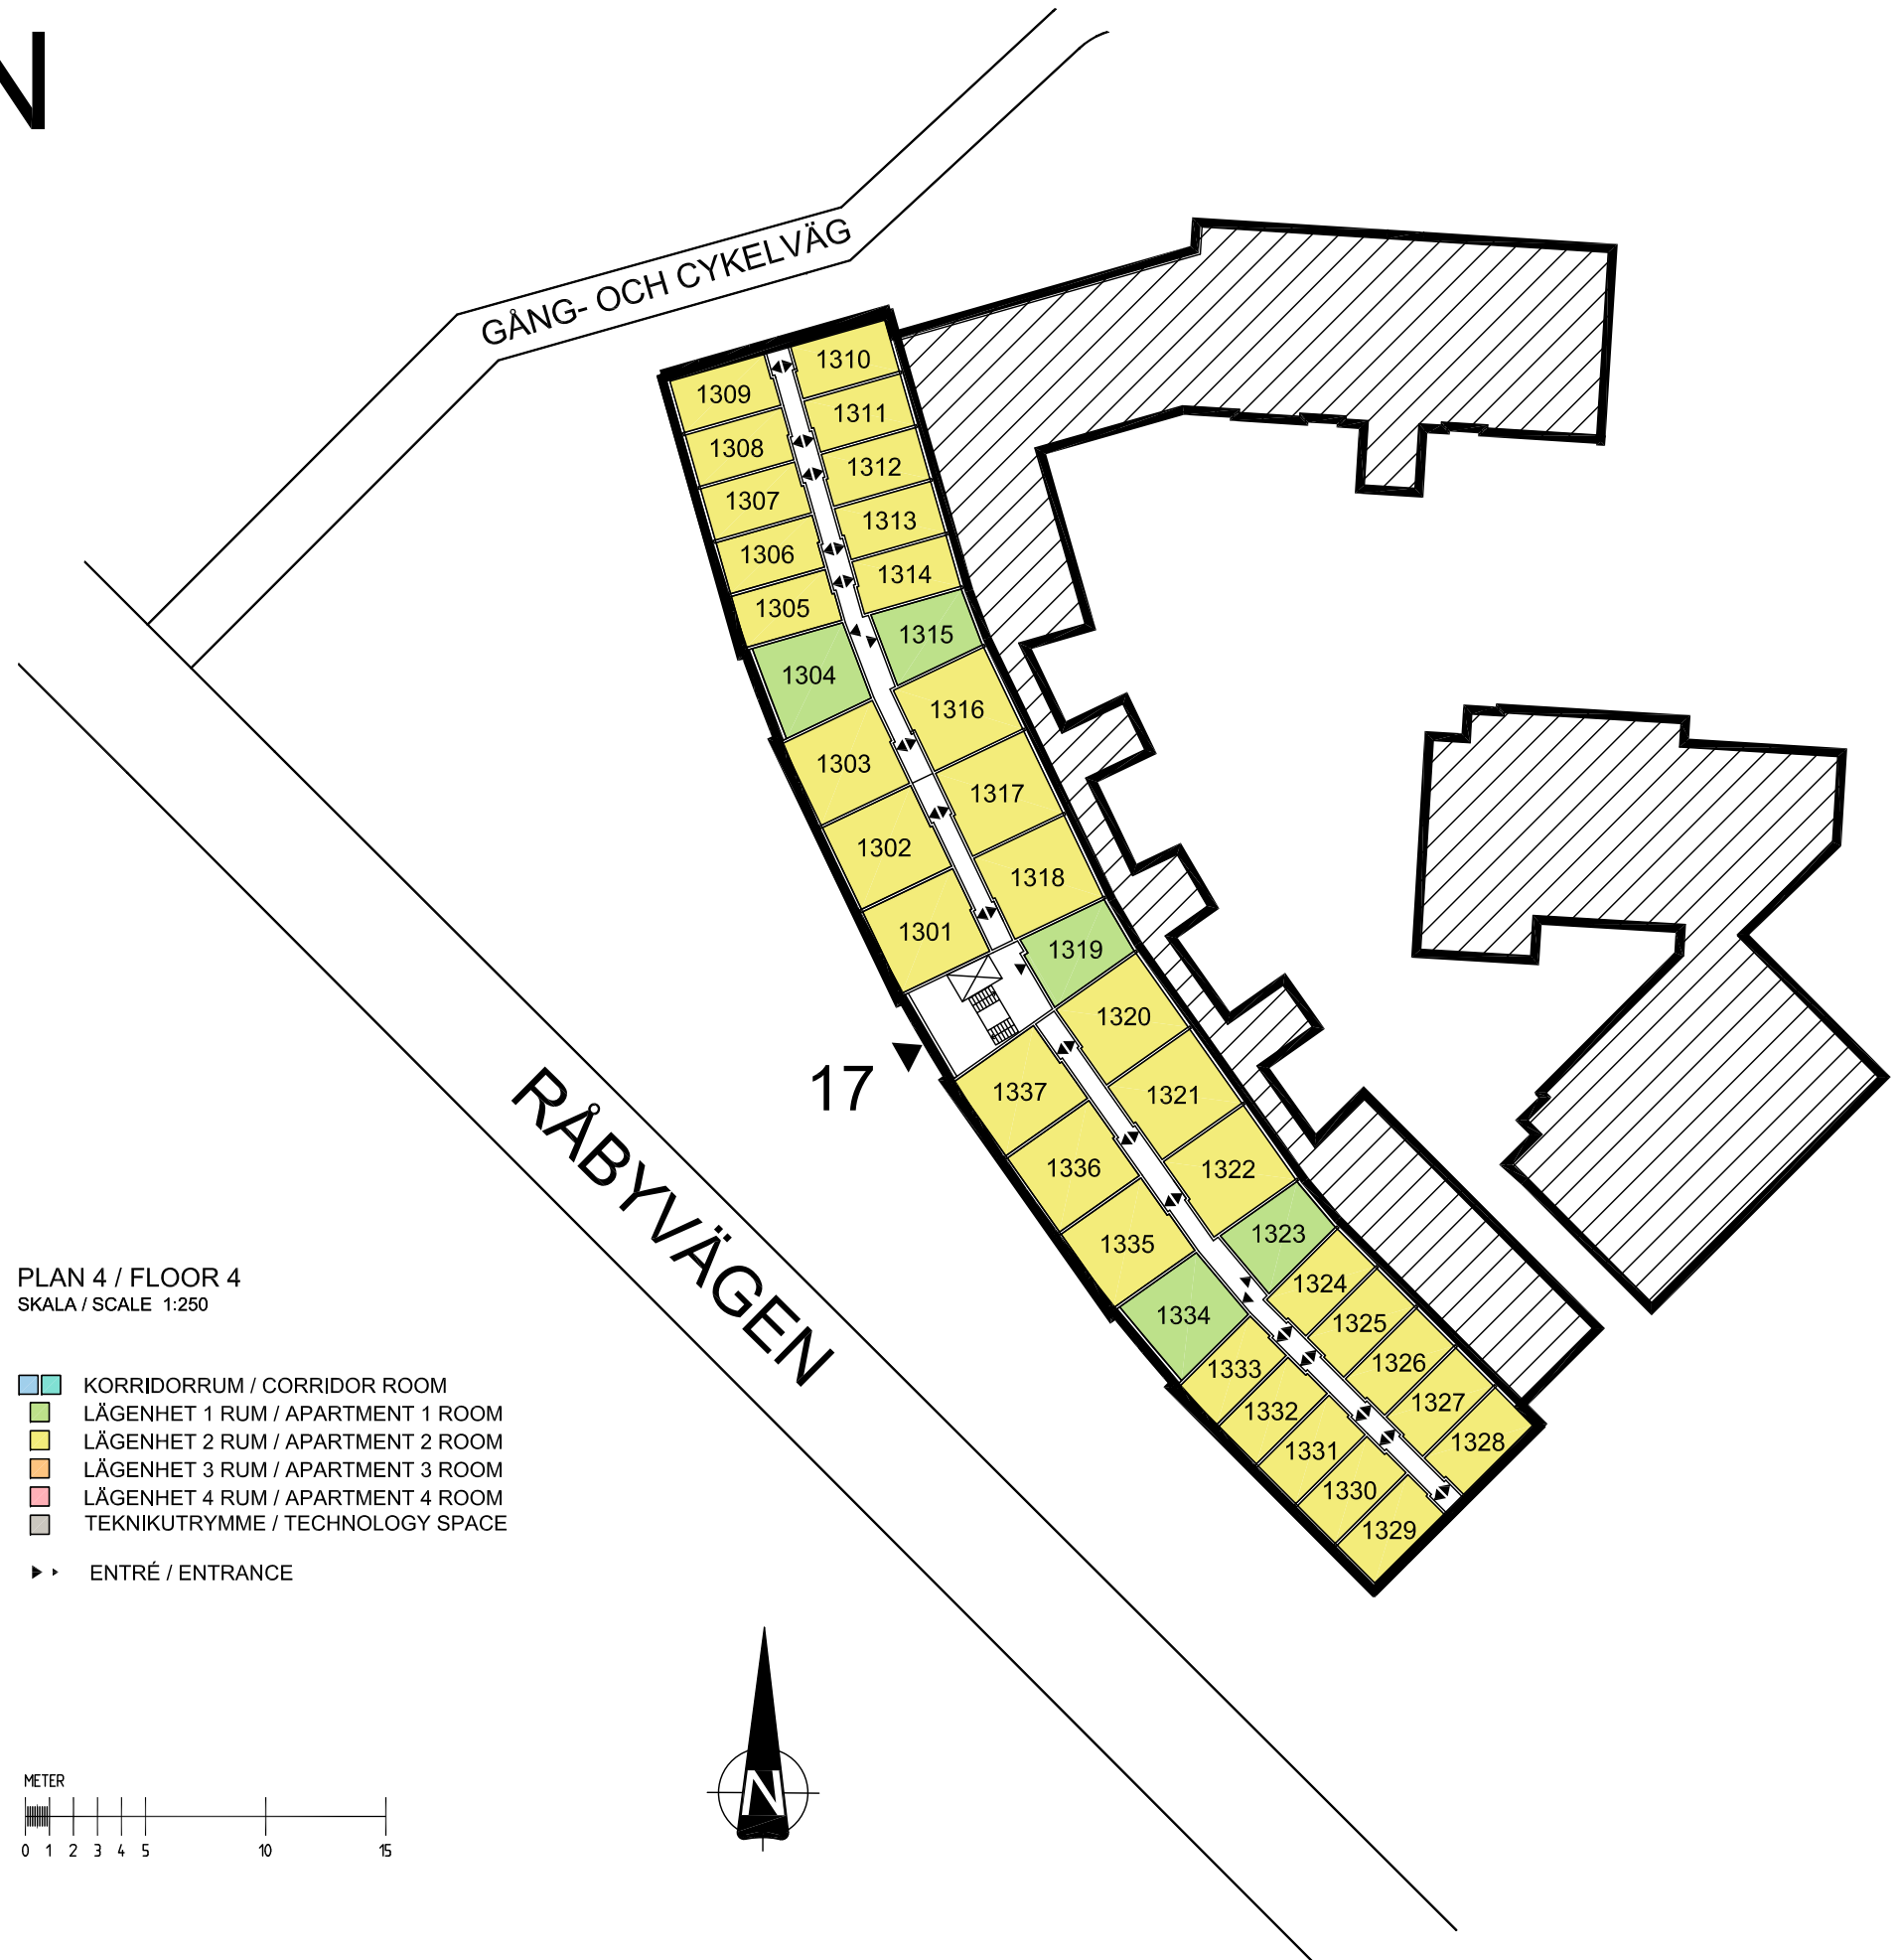 N
GÅNG- OCH CYKELVÄG
1310
1309
1311
1308
1312
1307
1313
1306
1314
1305
1315
1304
1316
1303
1317
1302
1318
1301
1319
1320
17
1337
1321
1336
1322
1335
1323
1334
1324
1333
1325
1332
1326
1331
1327
1330
1328
1329
RÅBYVÄGEN
PLAN 4 / FLOOR 4
SKALA / SCALE 1:250
KORRIDORRUM / CORRIDOR ROOM
LÄGENHET 1 RUM / APARTMENT 1 ROOM
LÄGENHET 2 RUM / APARTMENT 2 ROOM
LÄGENHET 3 RUM / APARTMENT 3 ROOM
LÄGENHET 4 RUM / APARTMENT 4 ROOM
TEKNIKUTRYMME / TECHNOLOGY SPACE
ENTRÉ / ENTRANCE
METER
0 1 2 3 4 5 10 15
N